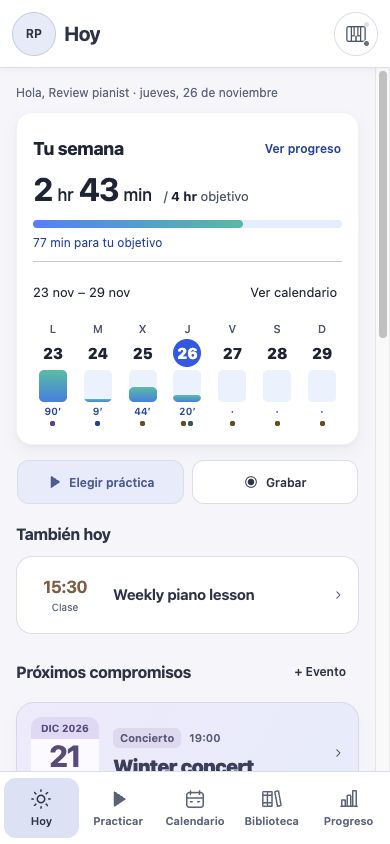 RP Hoy
Hola, Review pianist · jueves, 26 de noviembre
Tu semana Ver progreso
2 hr 43 min / 4 hr objetivo
77 min para tu objetivo
23 nov – 29 nov Ver calendario
L M X J V S D
23 24 25 26 27 28 29
90′ 9′ 44′ 20′ · · ·
Elegir práctica Grabar
También hoy
15:30
Clase
Weekly piano lesson
Próximos compromisos + Evento
DIC 2026
21
Concierto 19:00
Winter concert
Hoy Practicar Calendario Biblioteca Progreso